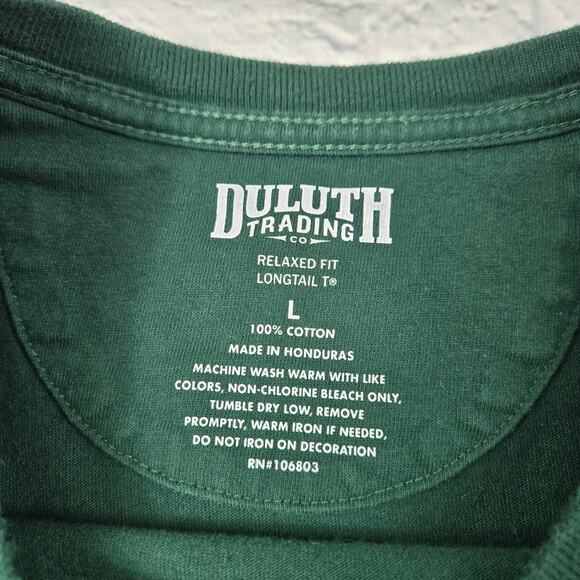 DULUTH
TRADING
CO
RELAXED FIT
LONGTAIL T®
L
100% COTTON
MADE IN HONDURAS
MACHINE WASH WARM WITH LIKE
COLORS, NON-CHLORINE BLEACH ONLY,
TUMBLE DRY LOW, REMOVE
PROMPTLY, WARM IRON IF NEEDED,
DO NOT IRON ON DECORATION
RN#106803